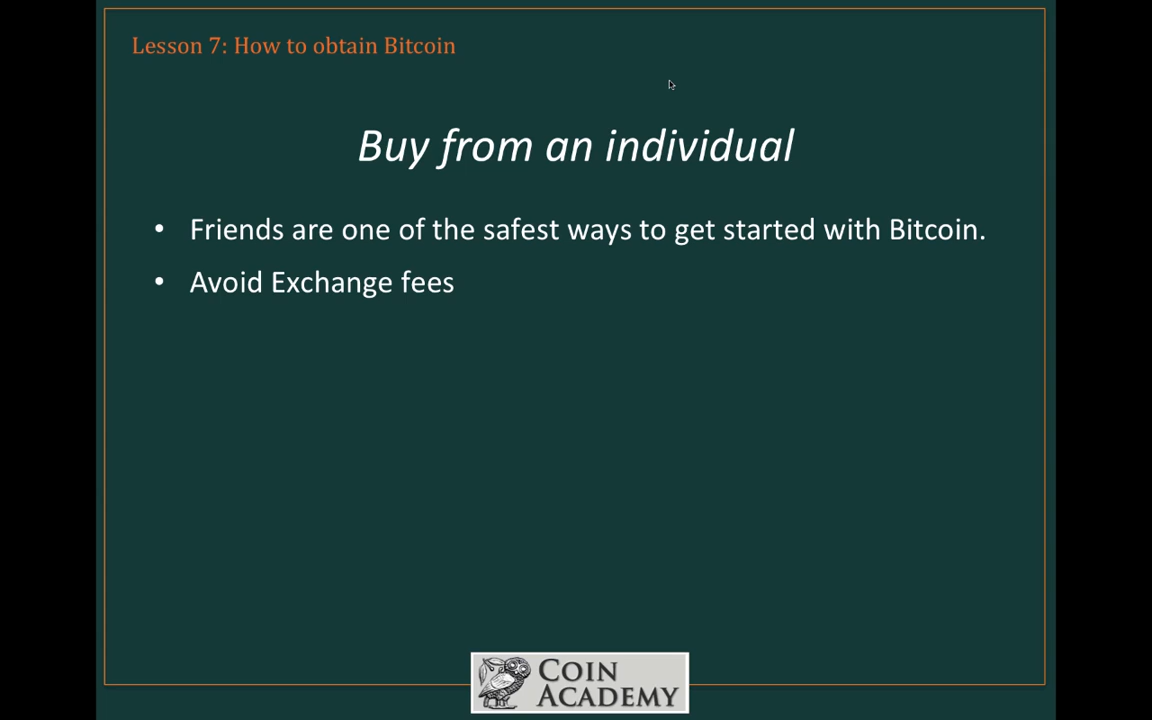 Lesson 7: How to obtain Bitcoin
Buy from an individual
• Friends are one of the safest ways to get started with Bitcoin.
• Avoid Exchange fees
COIN
ACADEMY